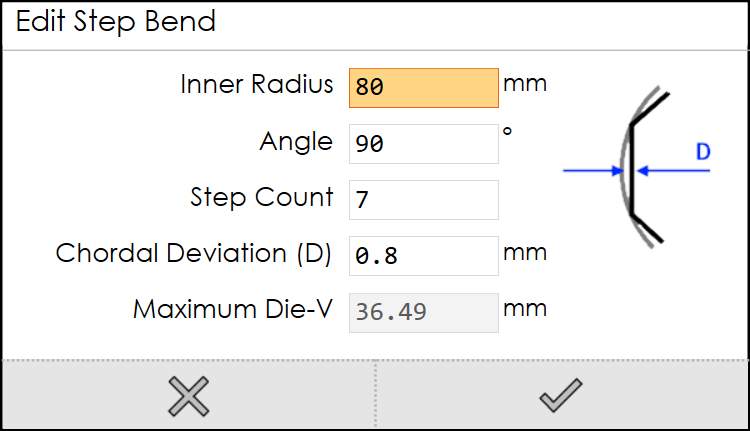 Edit Step Bend
Inner Radius 80 mm
Angle 90 °
Step Count 7
D
Chordal Deviation (D) 0.8 mm
Maximum Die-V 36.49 mm